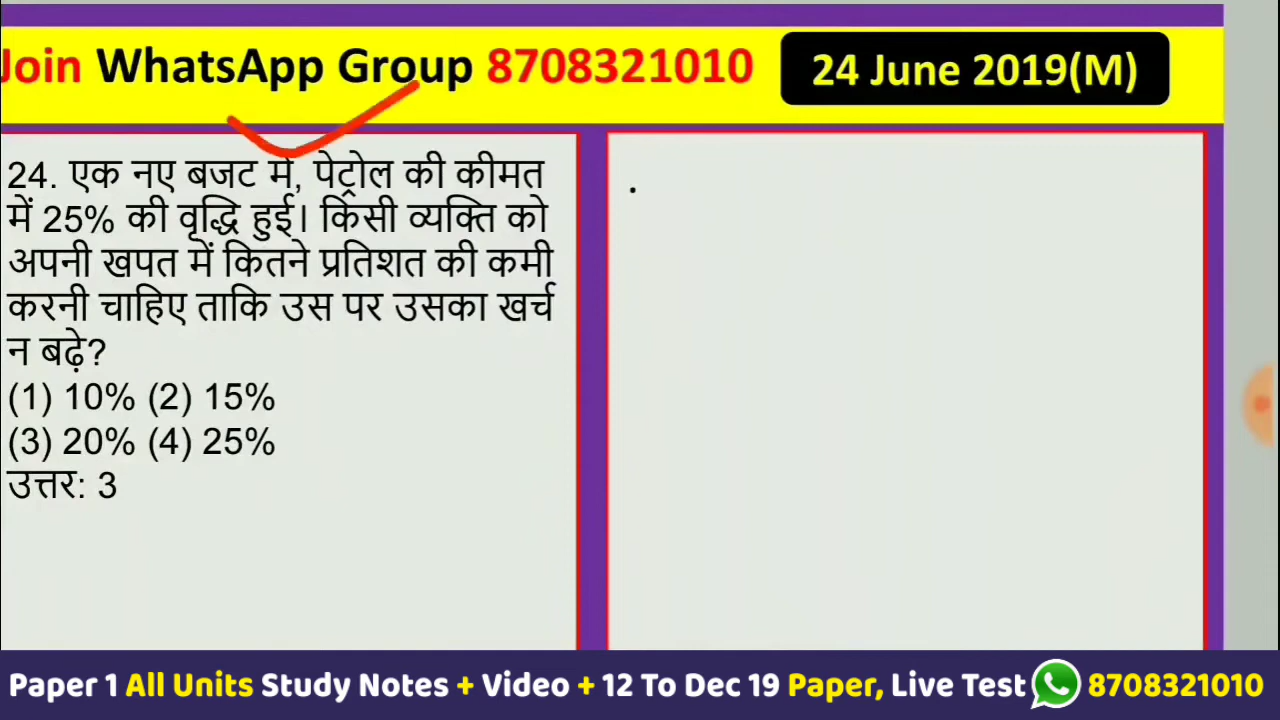 Join WhatsApp Group 8708321010
24 June 2019(M)
24. एक नए बजट में, पेट्रोल की कीमत
में 25% की वृद्धि हुई। किसी व्यक्ति को
अपनी खपत में कितने प्रतिशत की कमी
करनी चाहिए ताकि उस पर उसका खर्च
न बढ़े?
(1) 10% (2) 15%
(3) 20% (4) 25%
उत्तर: 3
.
Paper 1 All Units Study Notes + Video + 12 To Dec 19 Paper, Live Test 8708321010